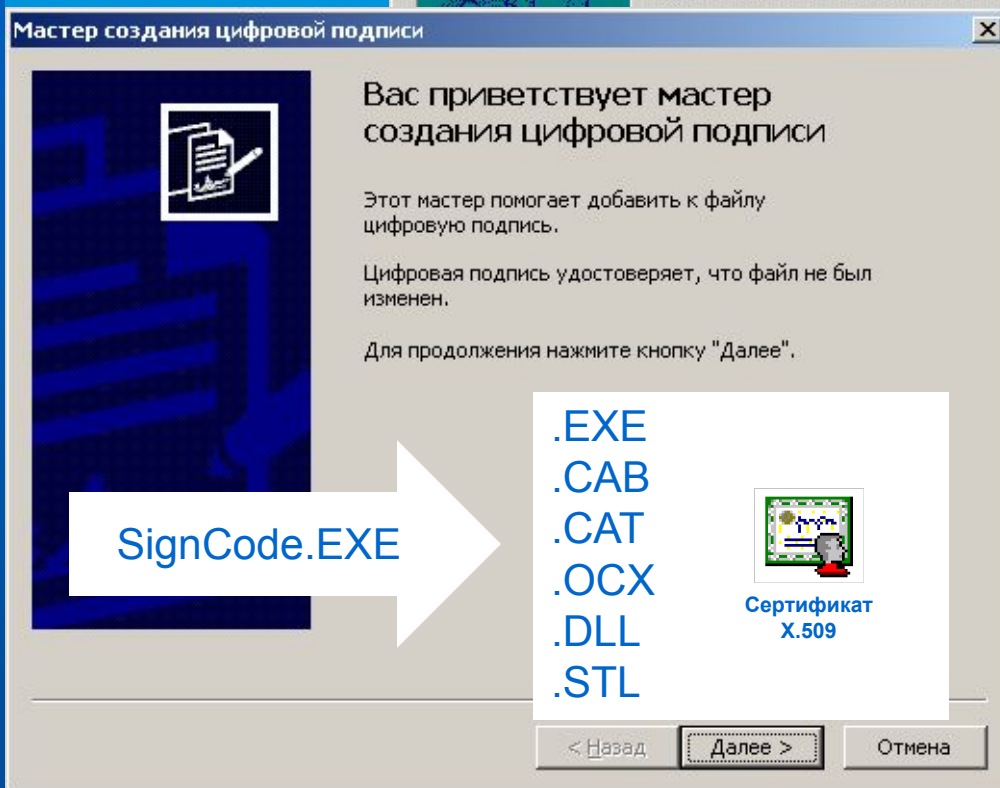 Мастер создания цифровой подписи
Вас приветствует мастер
создания цифровой подписи
Этот мастер помогает добавить к файлу
цифровую подпись.
Цифровая подпись удостоверяет, что файл не был
изменен.
Для продолжения нажмите кнопку "Далее".
SignCode.EXE
.EXE
.CAB
.CAT
.OCX
.DLL
.STL
Сертификат
X.509
< Назад
Далее >
Отмена